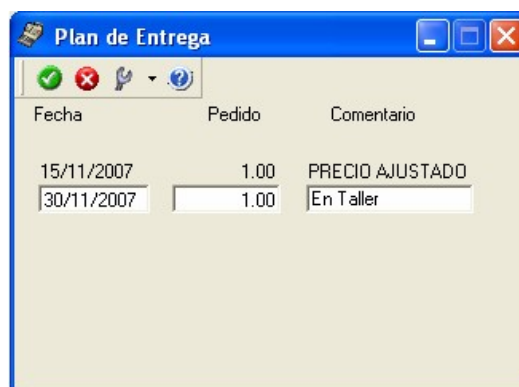 Plan de Entrega
Fecha Pedido Comentario
15/11/2007 1.00 PRECIO AJUSTADO
30/11/2007 1.00 En Taller